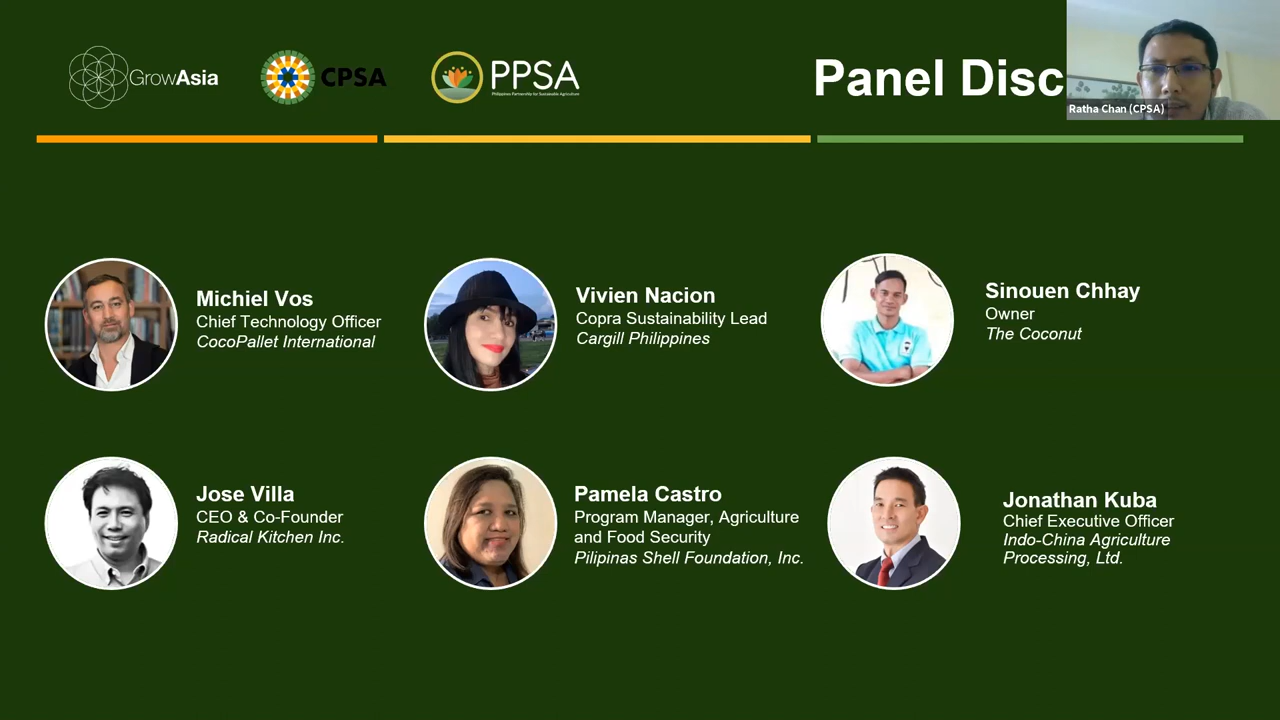 GrowAsia
CPSA
PPSA
Philippines Partnership for Sustainable Agriculture
Panel Disc
Ratha Chan (CPSA)
Michiel Vos
Chief Technology Officer
CocoPallet International
Vivien Nacion
Copra Sustainability Lead
Cargill Philippines
Sinouen Chhay
Owner
The Coconut
Jose Villa
CEO & Co-Founder
Radical Kitchen Inc.
Pamela Castro
Program Manager, Agriculture
and Food Security
Pilipinas Shell Foundation, Inc.
Jonathan Kuba
Chief Executive Officer
Indo-China Agriculture
Processing, Ltd.